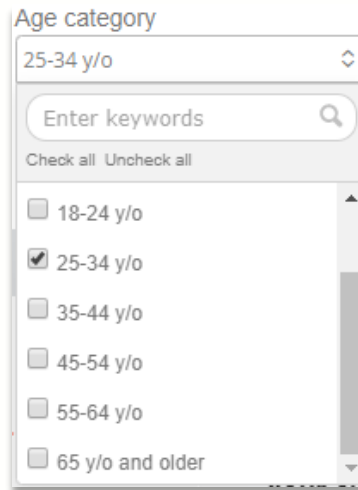 Age category
25-34 y/o
Enter keywords
Check all Uncheck all
18-24 y/o
25-34 y/o
35-44 y/o
45-54 y/o
55-64 y/o
65 y/o and older